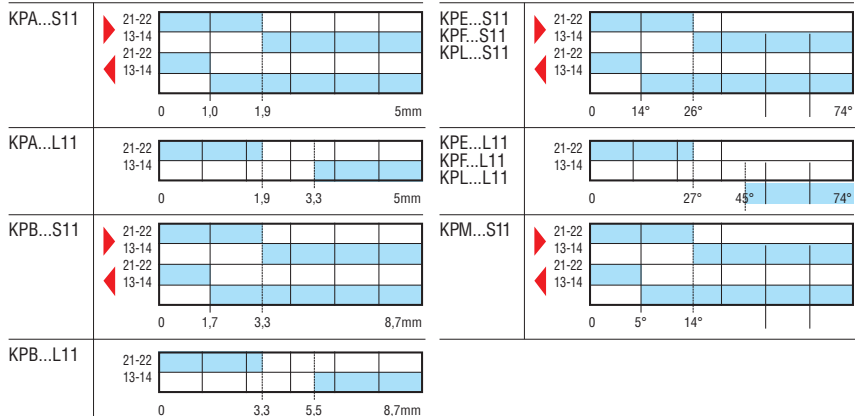 KPA...S11
21-22
13-14
21-22
13-14
0 1,0 1,9 5mm
KPA...L11
21-22
13-14
0 1,9 3,3 5mm
KPB...S11
21-22
13-14
21-22
13-14
0 1,7 3,3 8,7mm
KPB...L11
21-22
13-14
0 3,3 5,5 8,7mm
KPE...S11
KPF...S11
KPL...S11
21-22
13-14
21-22
13-14
0 14° 26° 74°
KPE...L11
KPF...L11
KPL...L11
21-22
13-14
0 27° 45° 74°
KPM...S11
21-22
13-14
21-22
13-14
0 5° 14°